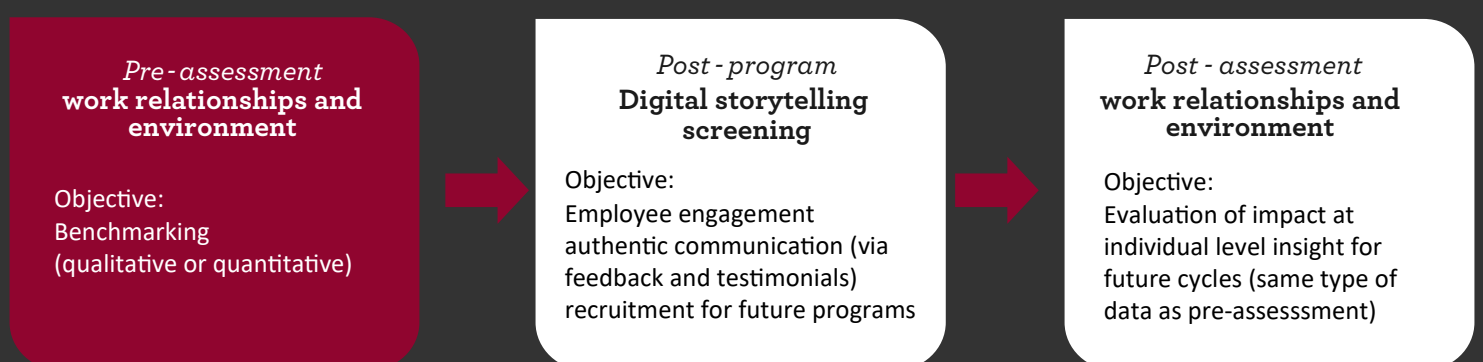 Pre-assessment
work relationships and
environment
Objective:
Benchmarking
(qualitative or quantitative)
Post-program
Digital storytelling
screening
Objective:
Employee engagement
authentic communication (via
feedback and testimonials)
recruitment for future programs
Post - assessment
work relationships and
environment
Objective:
Evaluation of impact at
individual level insight for
future cycles (same type of
data as pre-assesssment)